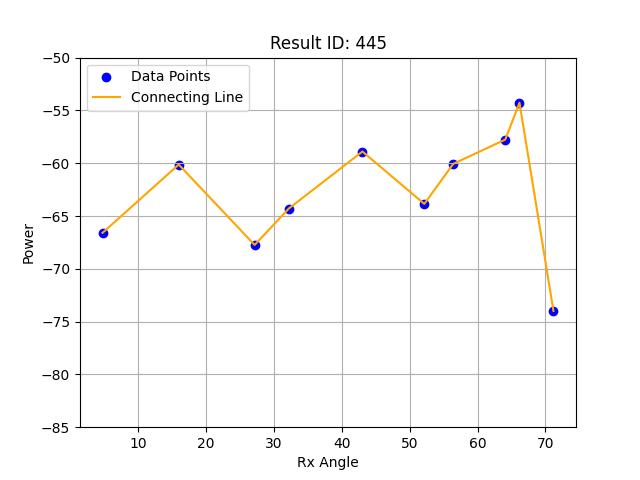 Result ID: 445
Data Points
Connecting Line
Power
−50
−55
−60
−65
−70
−75
−80
−85
10 20 30 40 50 60 70
Rx Angle